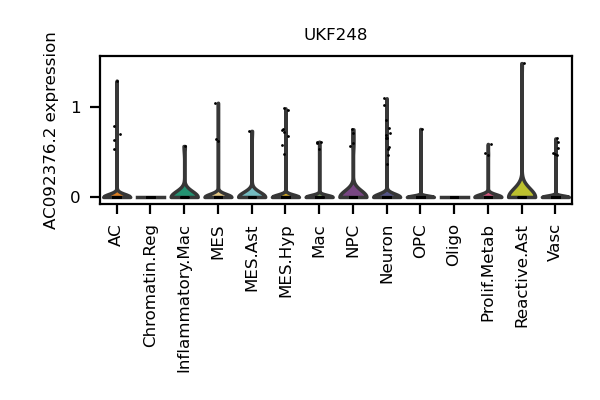 UKF248
AC092376.2 expression
1
0
AC
Chromatin.Reg
Inflammatory.Mac
MES
MES.Ast
MES.Hyp
Mac
NPC
Neuron
OPC
Oligo
Prolif.Metab
Reactive.Ast
Vasc